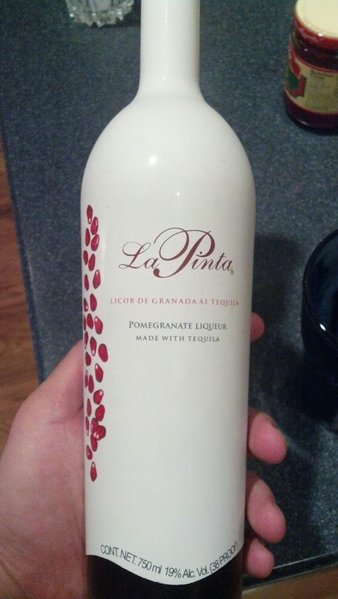 La Pinta®
LICOR DE GRANADA AL TEQUILA
POMEGRANATE LIQUEUR
MADE WITH TEQUILA
CONT. NET. 750 ml 19% Alc. Vol. (38 PROOF)